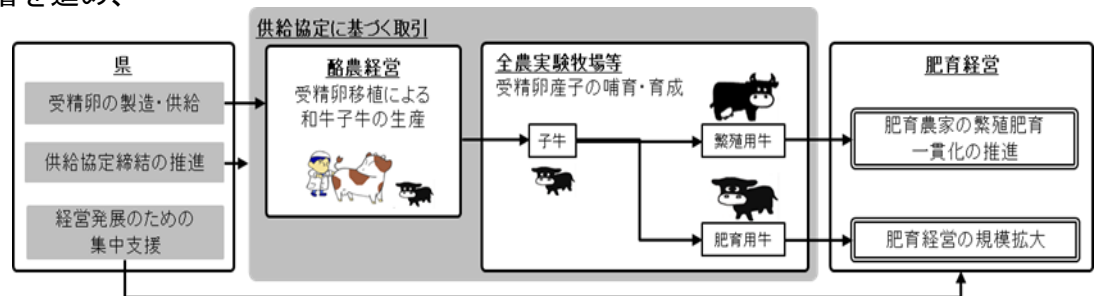 を進め、
供給協定に基づく取引
県
受精卵の製造・供給
供給協定締結の推進
経営発展のための
集中支援
酪農経営
受精卵移植による
和牛子牛の生産
全農実験牧場等
受精卵産子の哺育・育成
子牛
繁殖用牛
肥育用牛
肥育経営
肥育農家の繁殖肥育
一貫化の推進
肥育経営の規模拡大